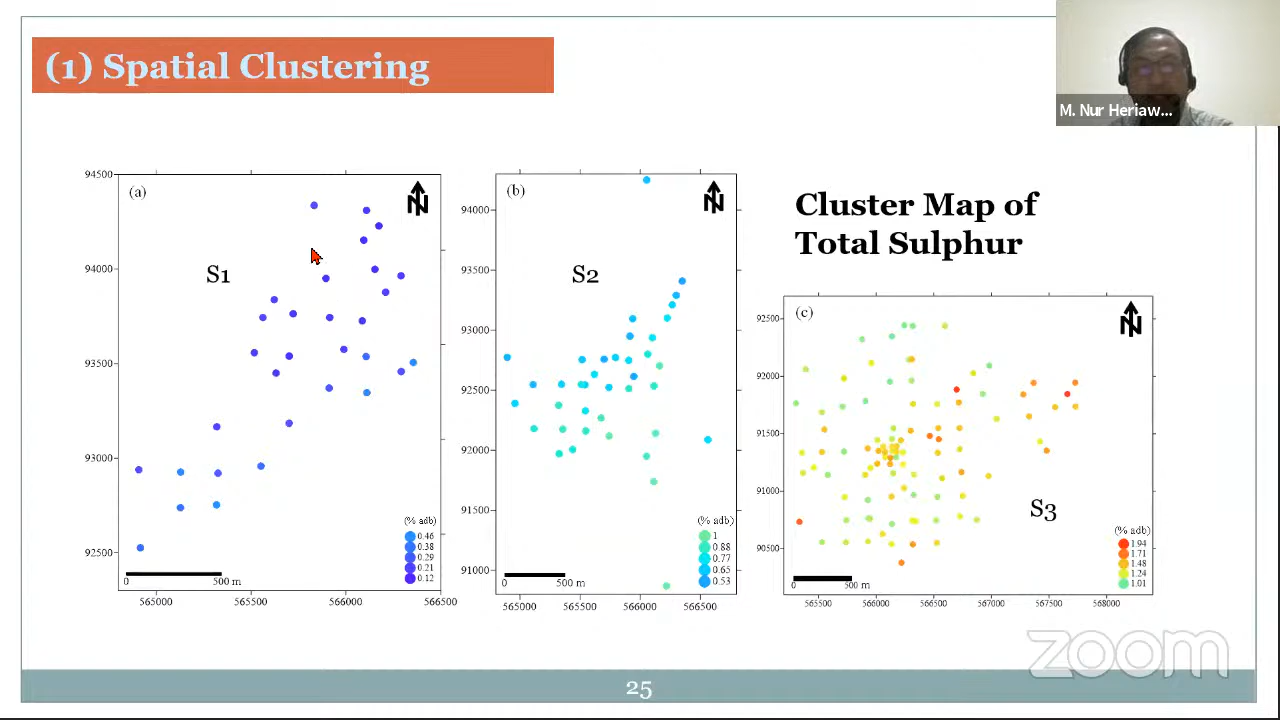 (1) Spatial Clustering
M. Nur Heriaw...
94500
94000
93500
93000
92500
(a)
N
S1
(% adb)
0.46
0.38
0.29
0.21
0.12
0
500 m
565000
565500
566000
566500
94000
93500
93000
92500
92000
91500
91000
(b)
N
S2
(% adb)
1
0.88
0.77
0.65
0.53
0
500 m
565000
565500
566000
566500
Cluster Map of
Total Sulphur
92500
92000
91500
91000
90500
(c)
N
S3
(% adb)
1.94
1.71
1.48
1.24
1.01
0
500 m
565500
566000
566500
567000
567500
568000
zoom
25